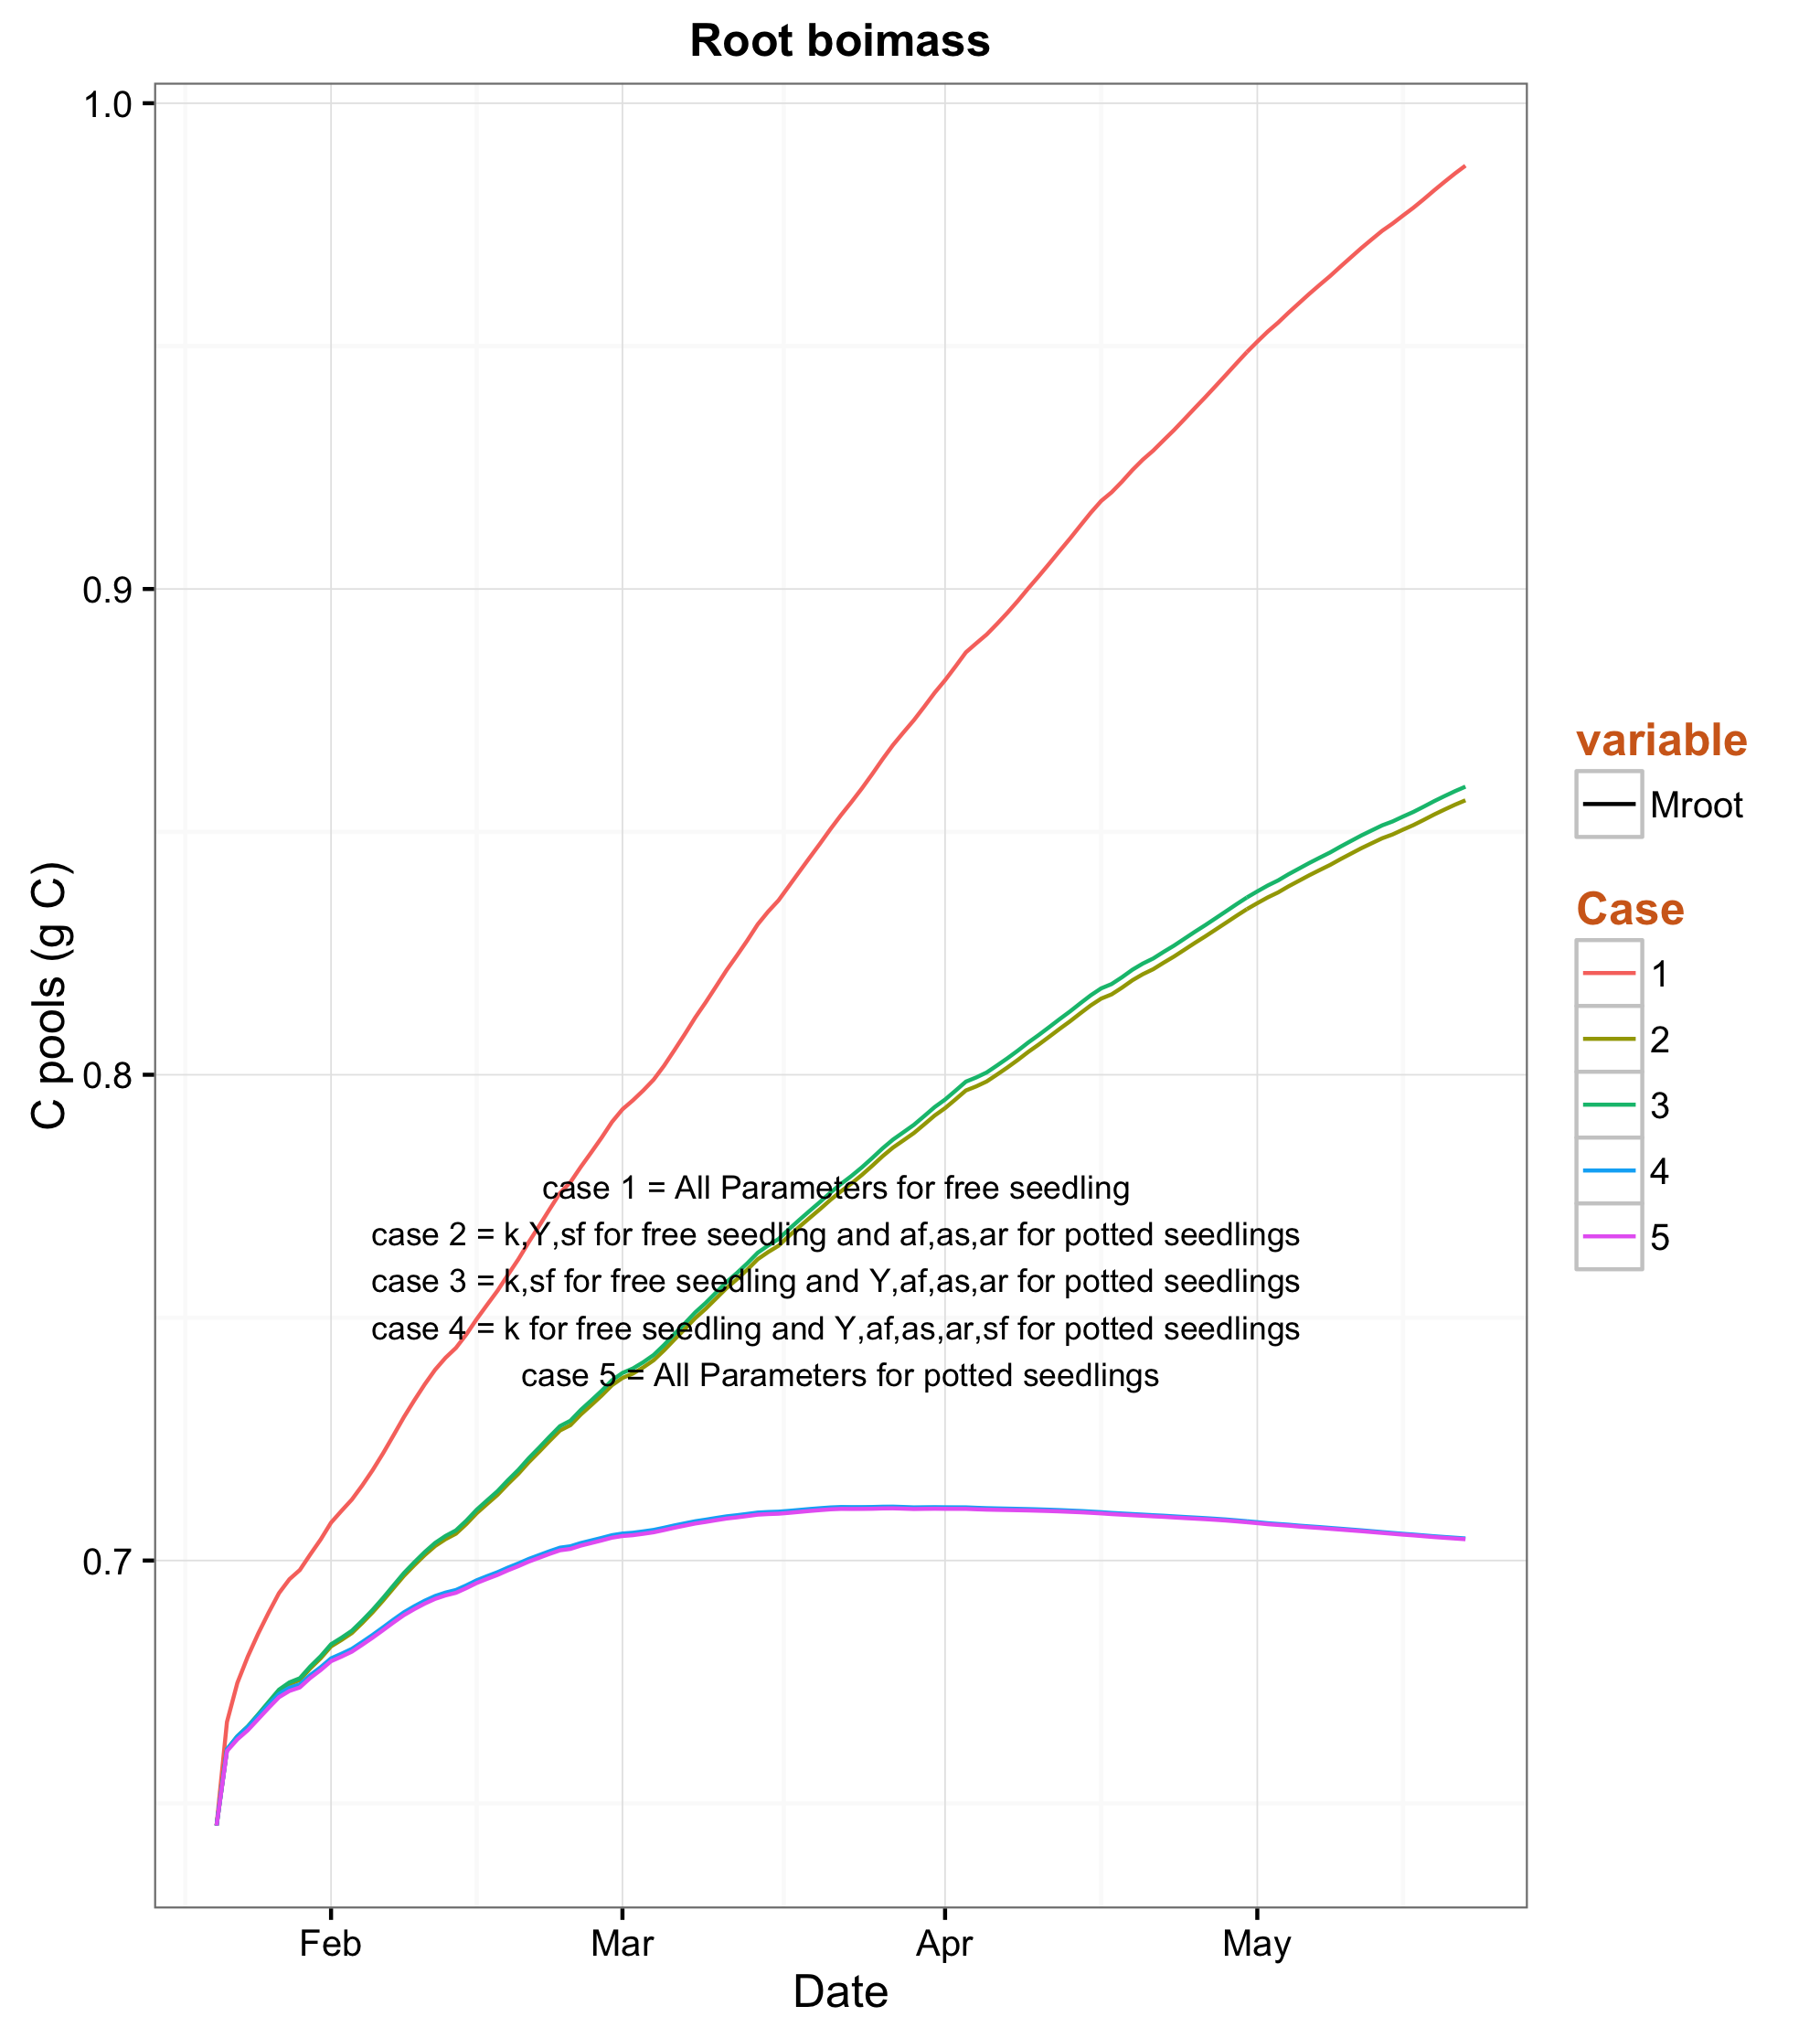 Root boimass
1.0
0.9
0.8
0.7
C pools (g C)
case 1 = All Parameters for free seedling
case 2 = k,Y,sf for free seedling and af,as,ar for potted seedlings
case 3 = k,sf for free seedling and Y,af,as,ar for potted seedlings
case 4 = k for free seedling and Y,af,as,ar,sf for potted seedlings
case 5 = All Parameters for potted seedlings
Feb Mar Apr May
Date
variable
Mroot
Case
1
2
3
4
5